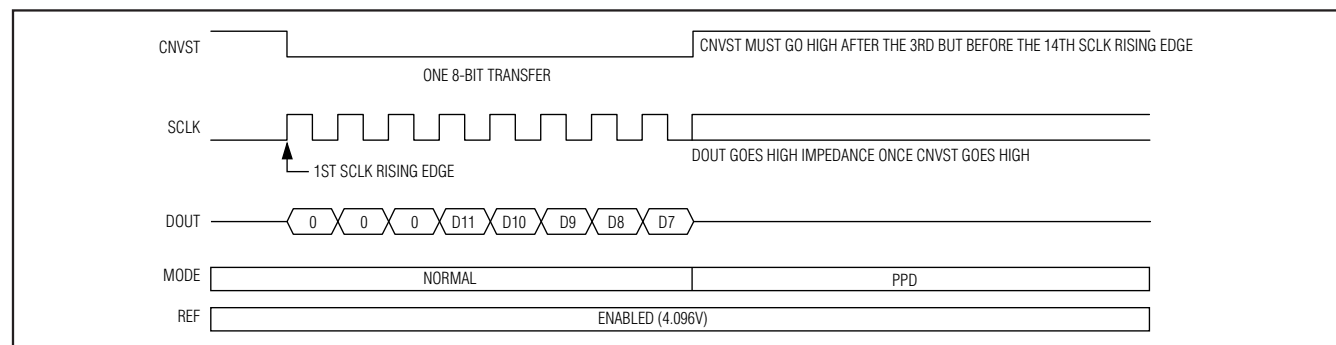 CNVST
CNVST MUST GO HIGH AFTER THE 3RD BUT BEFORE THE 14TH SCLK RISING EDGE
ONE 8-BIT TRANSFER
SCLK
DOUT GOES HIGH IMPEDANCE ONCE CNVST GOES HIGH
1ST SCLK RISING EDGE
DOUT 0 0 0 D11 D10 D9 D8 D7
MODE NORMAL PPD
REF ENABLED (4.096V)